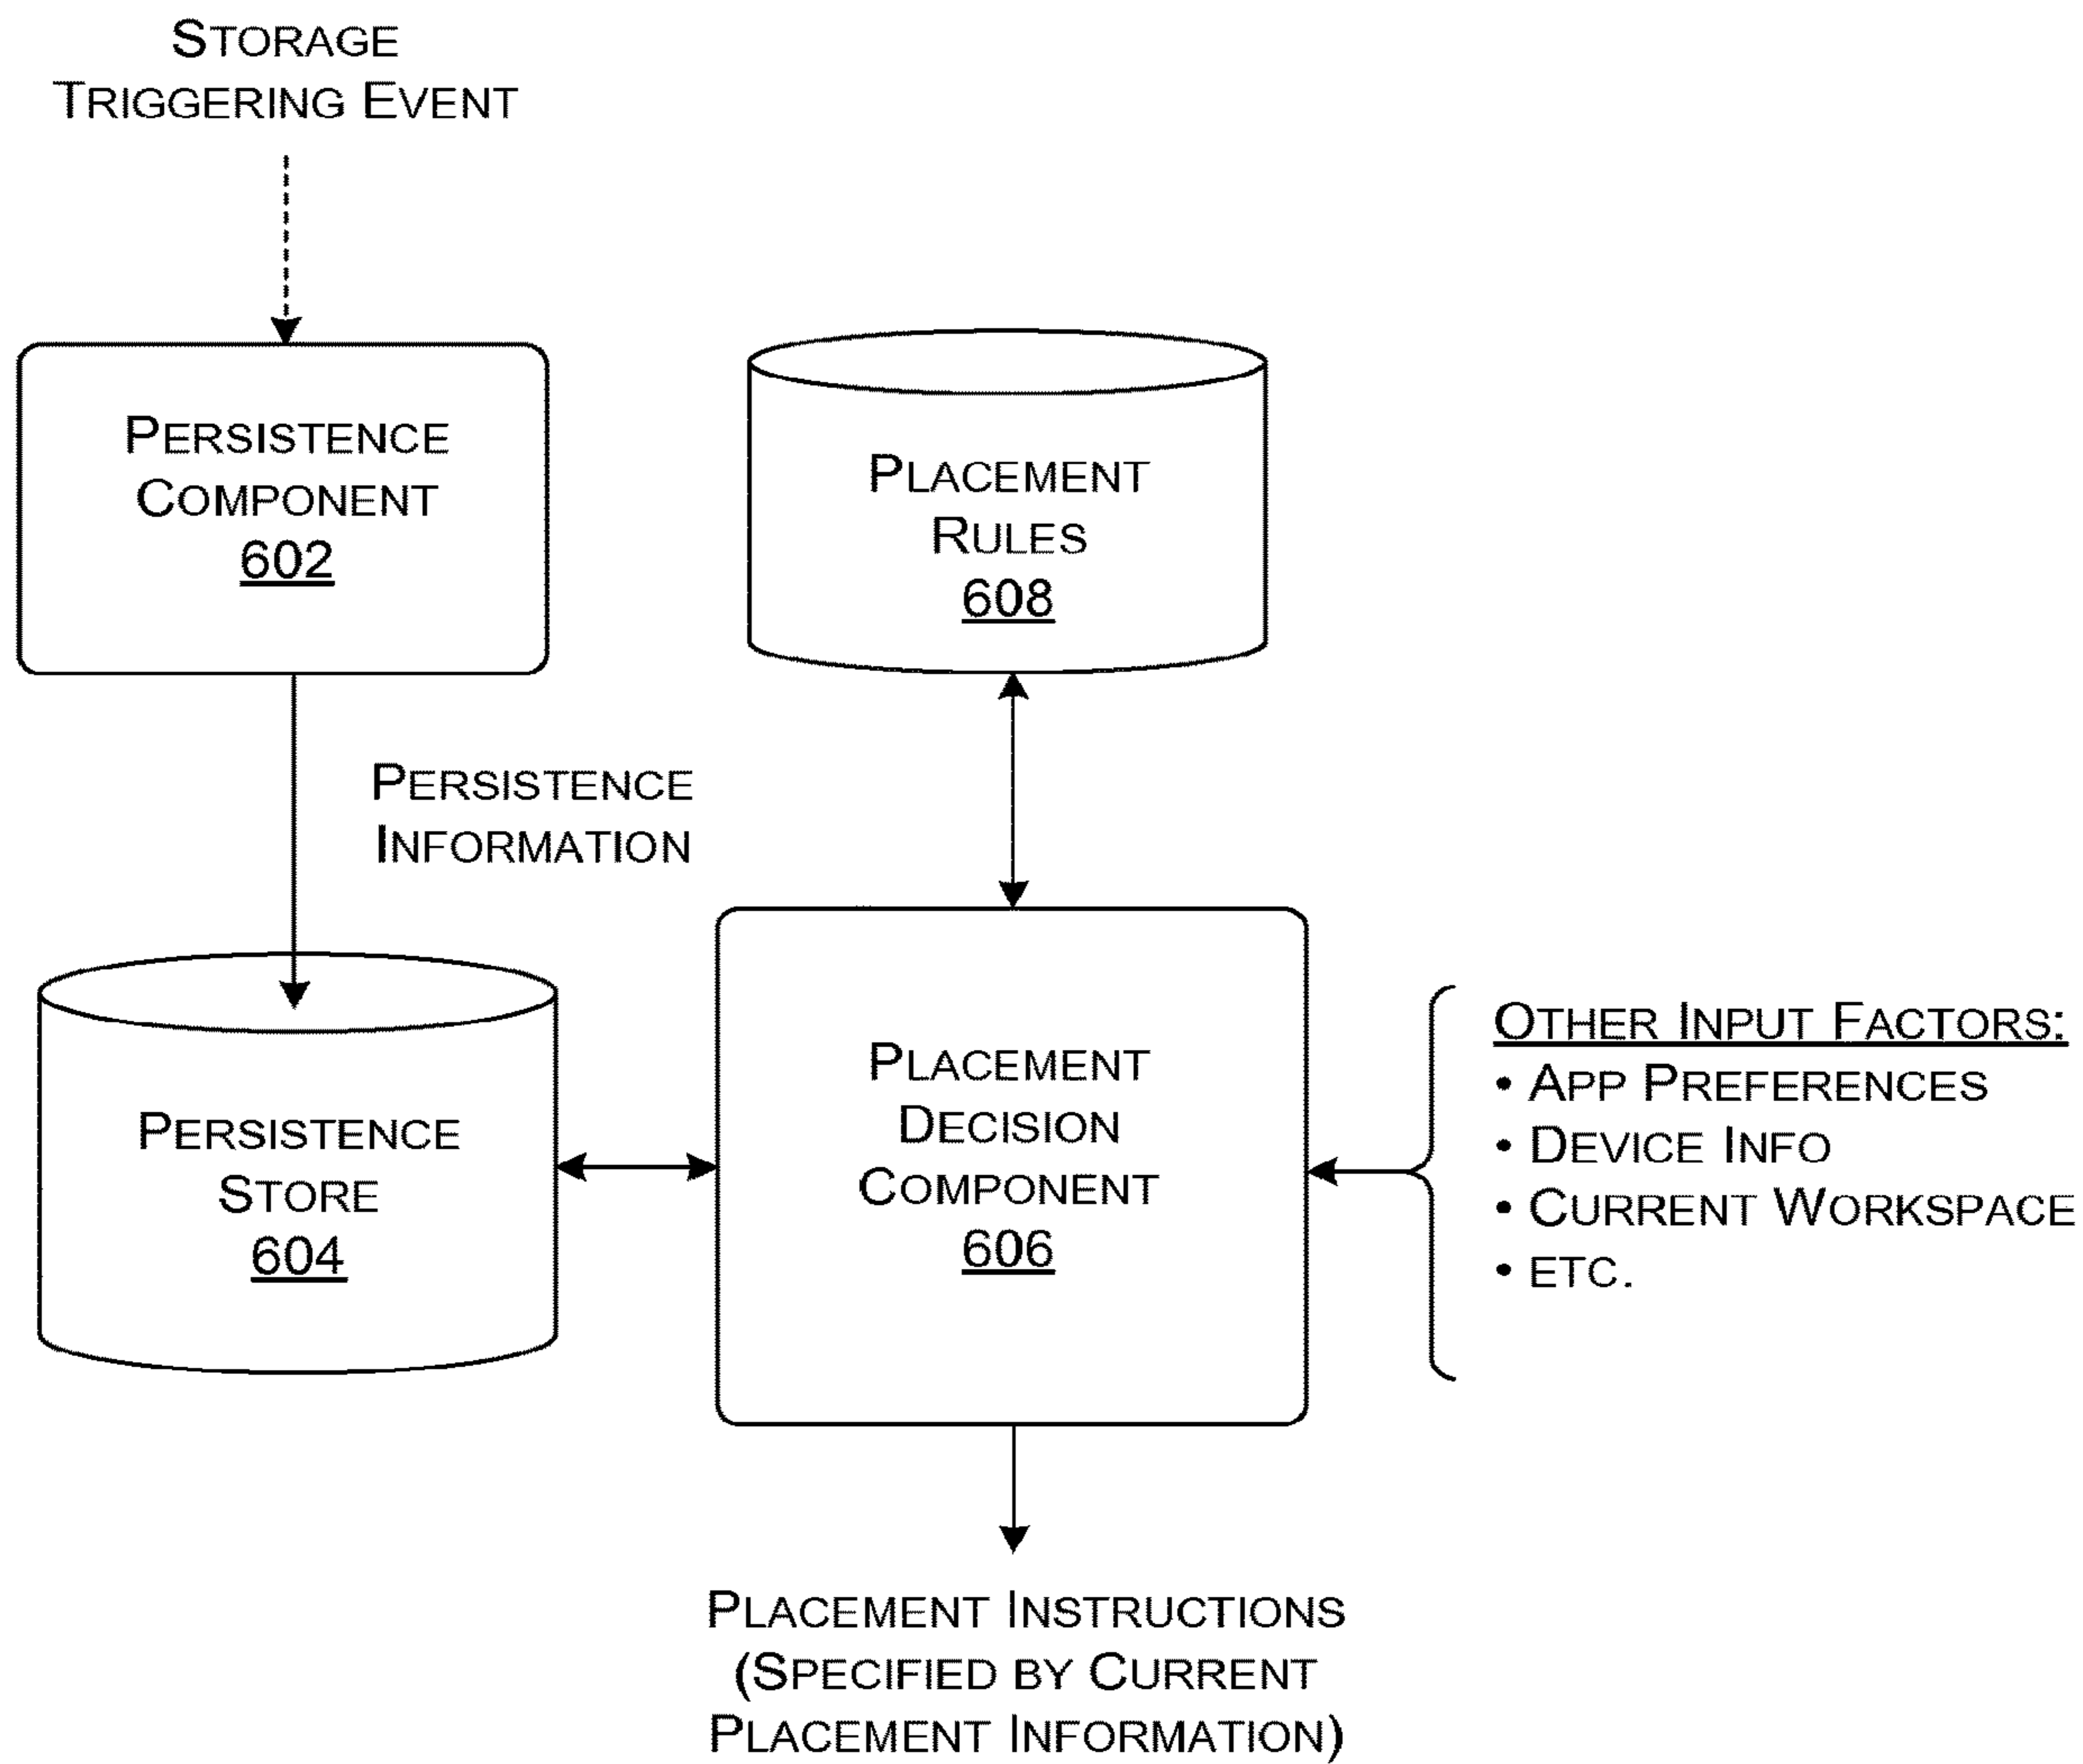 STORAGE
TRIGGERING EVENT
PERSISTENCE
COMPONENT
602
PLACEMENT
RULES
608
PERSISTENCE
INFORMATION
PERSISTENCE
STORE
604
PLACEMENT
DECISION
COMPONENT
606
OTHER INPUT FACTORS:
• APP PREFERENCES
• DEVICE INFO
• CURRENT WORKSPACE
• ETC.
PLACEMENT INSTRUCTIONS
(SPECIFIED BY CURRENT
PLACEMENT INFORMATION)